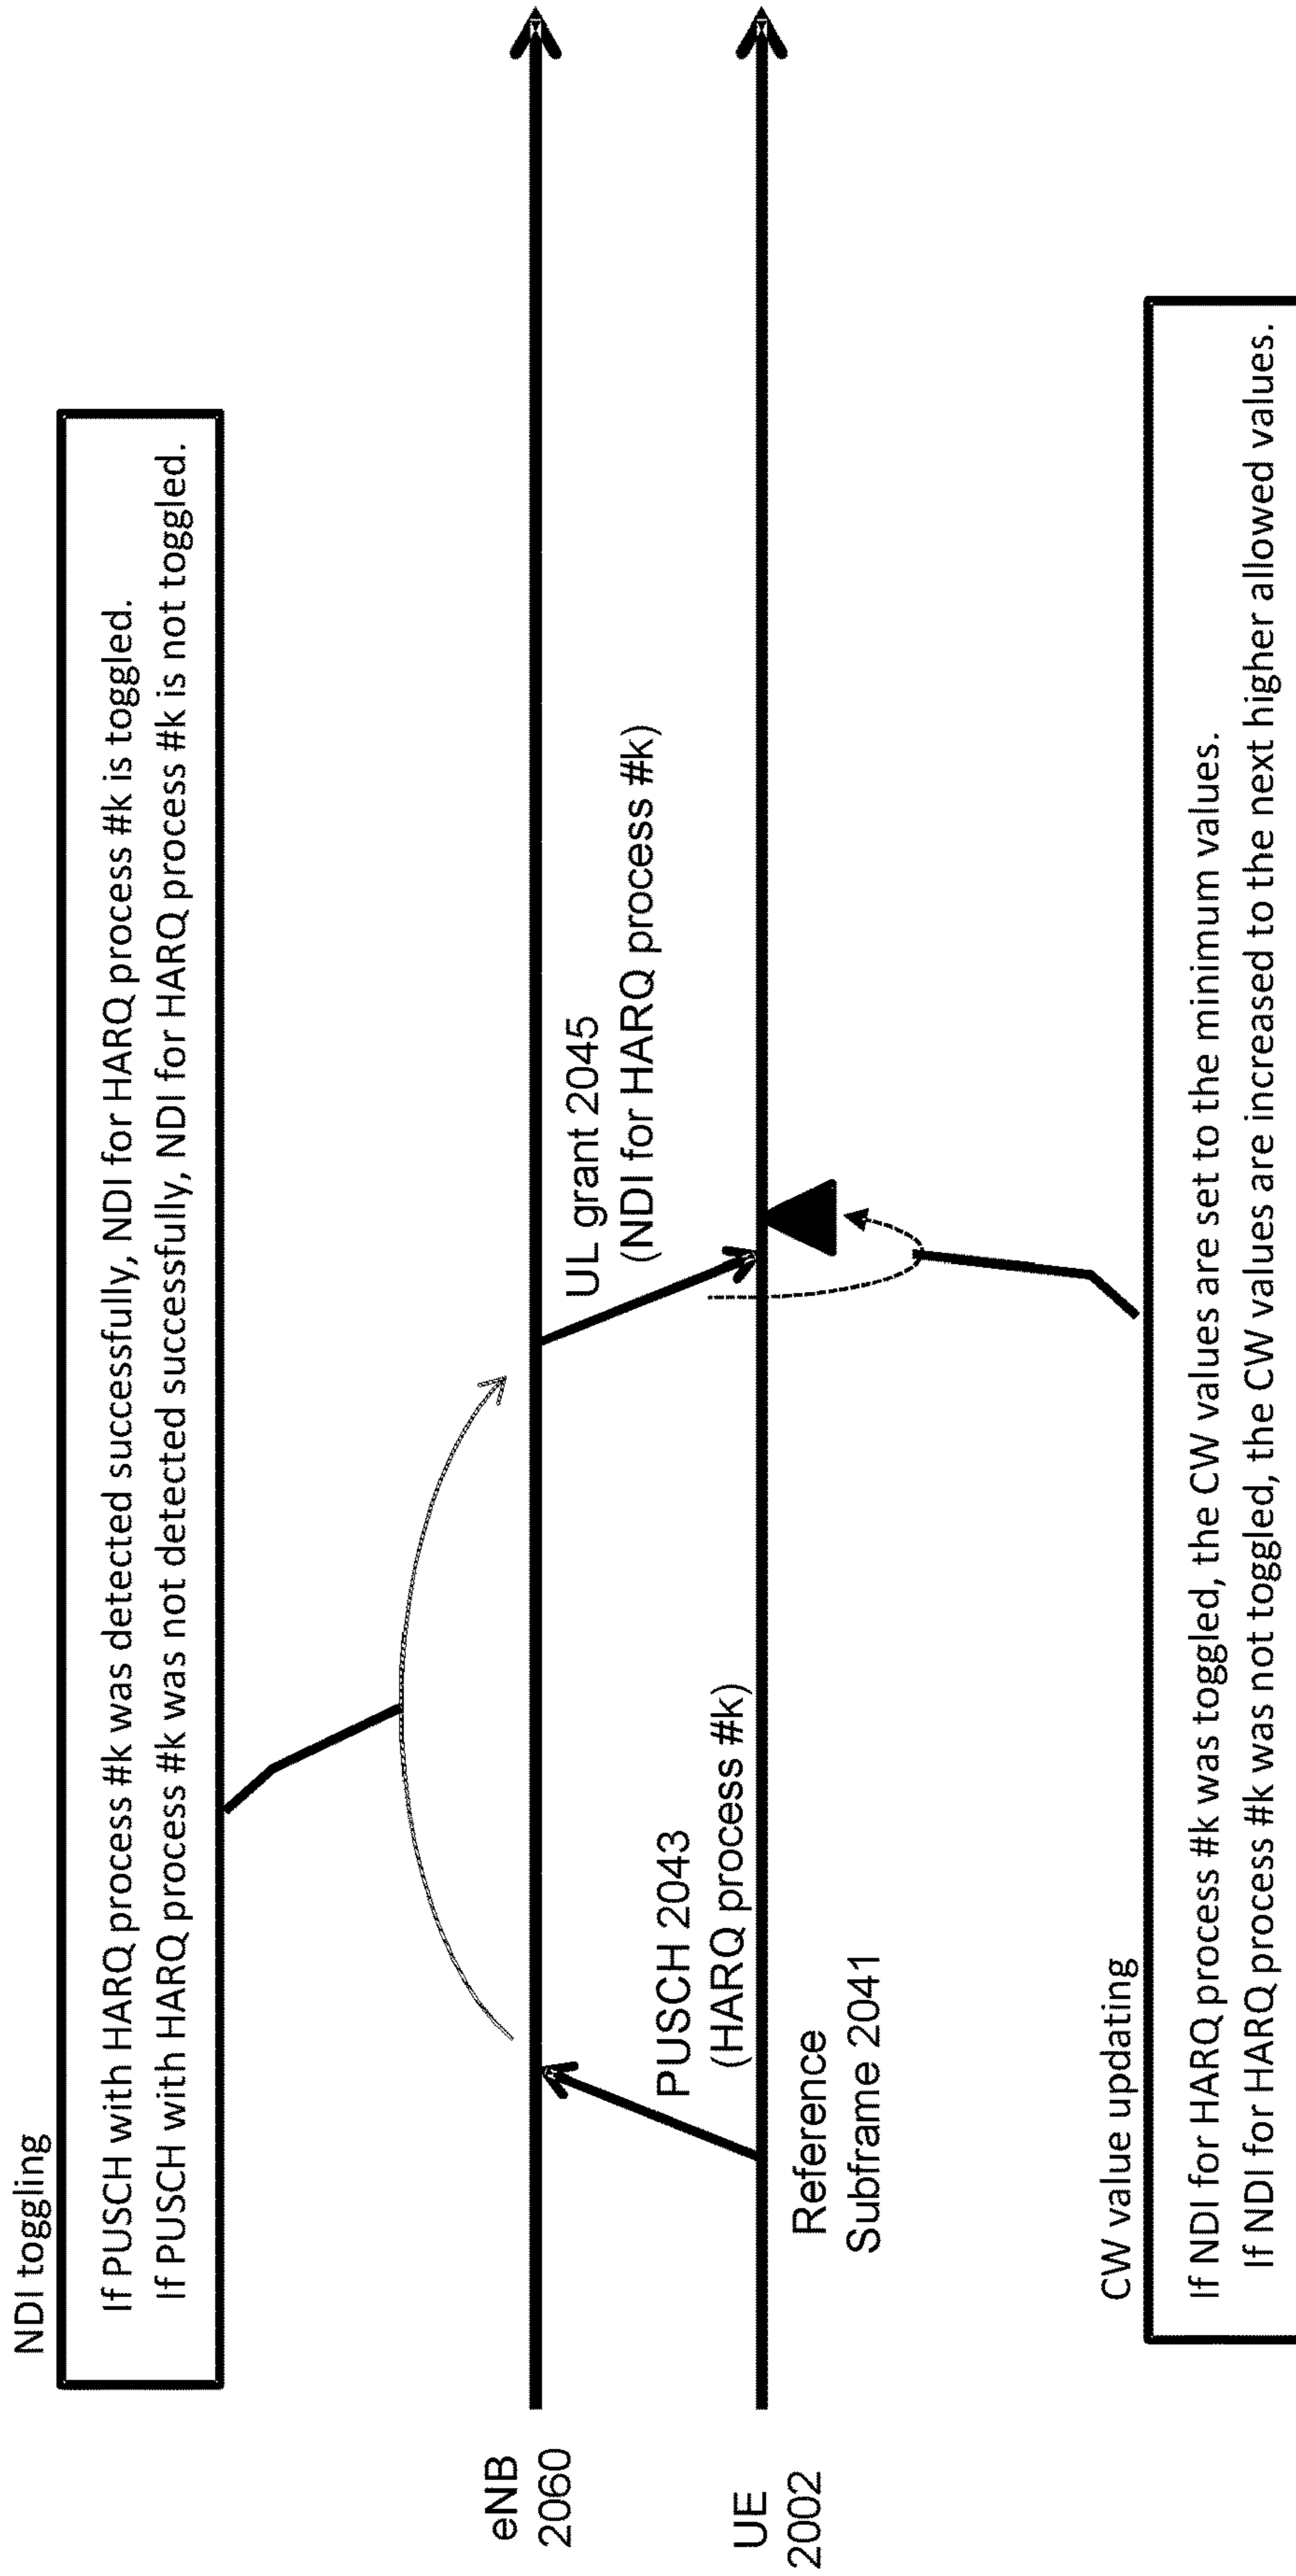 NDI toggling
If PUSCH with HARQ process #k was detected successfully, NDI for HARQ process #k is toggled.
If PUSCH with HARQ process #k was not detected successfully, NDI for HARQ process #k is not toggled.
eNB
2060
UL grant 2045
(NDI for HARQ process #k)
PUSCH 2043
(HARQ process #k)
UE
2002
Reference
Subframe 2041
CW value updating
If NDI for HARQ process #k was toggled, the CW values are set to the minimum values.
If NDI for HARQ process #k was not toggled, the CW values are increased to the next higher allowed values.